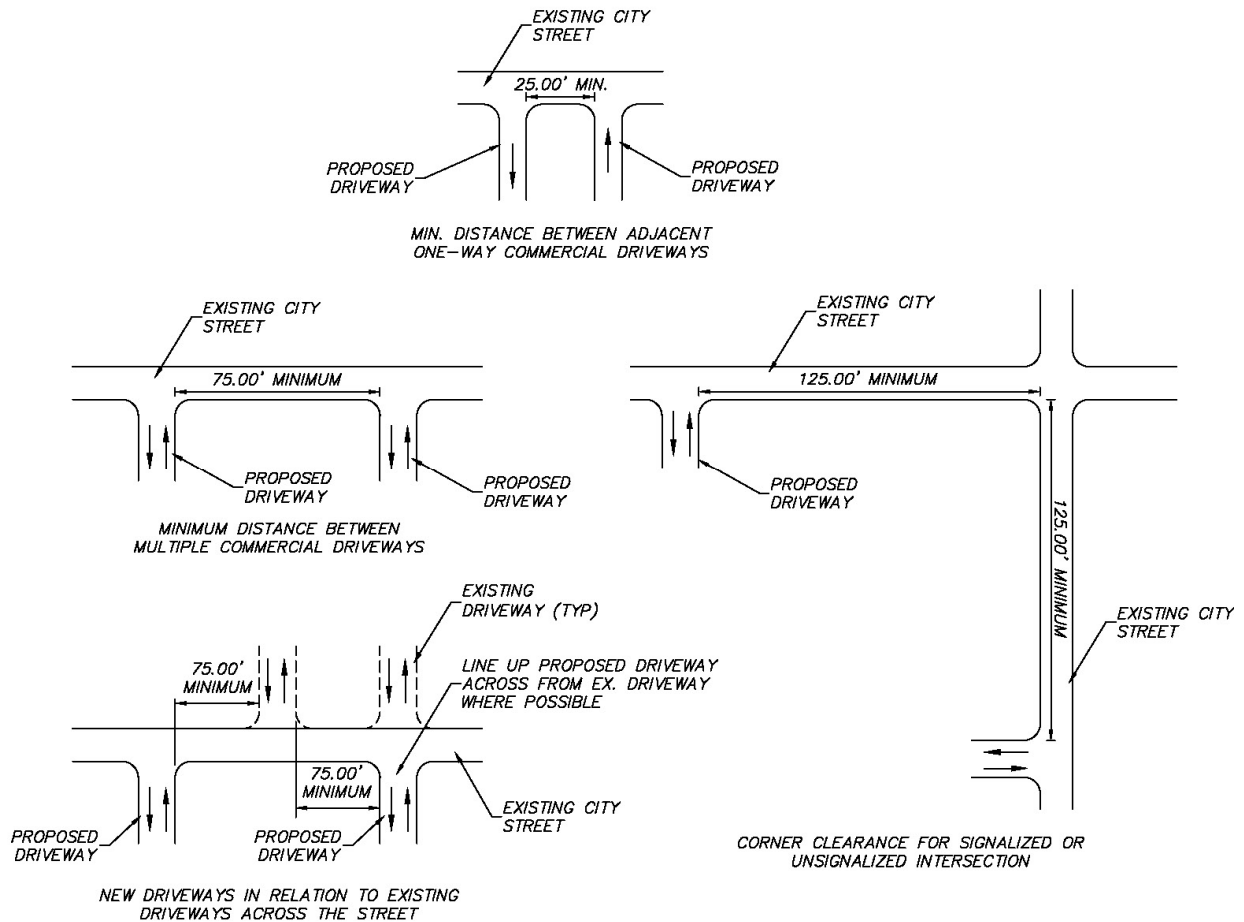 EXISTING CITY
STREET
25.00' MIN.
PROPOSED
DRIVEWAY
PROPOSED
DRIVEWAY
MIN. DISTANCE BETWEEN ADJACENT
ONE-WAY COMMERCIAL DRIVEWAYS
EXISTING CITY
STREET
75.00' MINIMUM
PROPOSED
DRIVEWAY
PROPOSED
DRIVEWAY
MINIMUM DISTANCE BETWEEN
MULTIPLE COMMERCIAL DRIVEWAYS
EXISTING CITY
STREET
125.00' MINIMUM
PROPOSED
DRIVEWAY
125.00' MINIMUM
EXISTING CITY
STREET
CORNER CLEARANCE FOR SIGNALIZED OR
UNSIGNALIZED INTERSECTION
EXISTING
DRIVEWAY (TYP)
75.00'
MINIMUM
LINE UP PROPOSED DRIVEWAY
ACROSS FROM EX. DRIVEWAY
WHERE POSSIBLE
75.00'
MINIMUM
EXISTING CITY
STREET
PROPOSED
DRIVEWAY
PROPOSED
DRIVEWAY
NEW DRIVEWAYS IN RELATION TO EXISTING
DRIVEWAYS ACROSS THE STREET